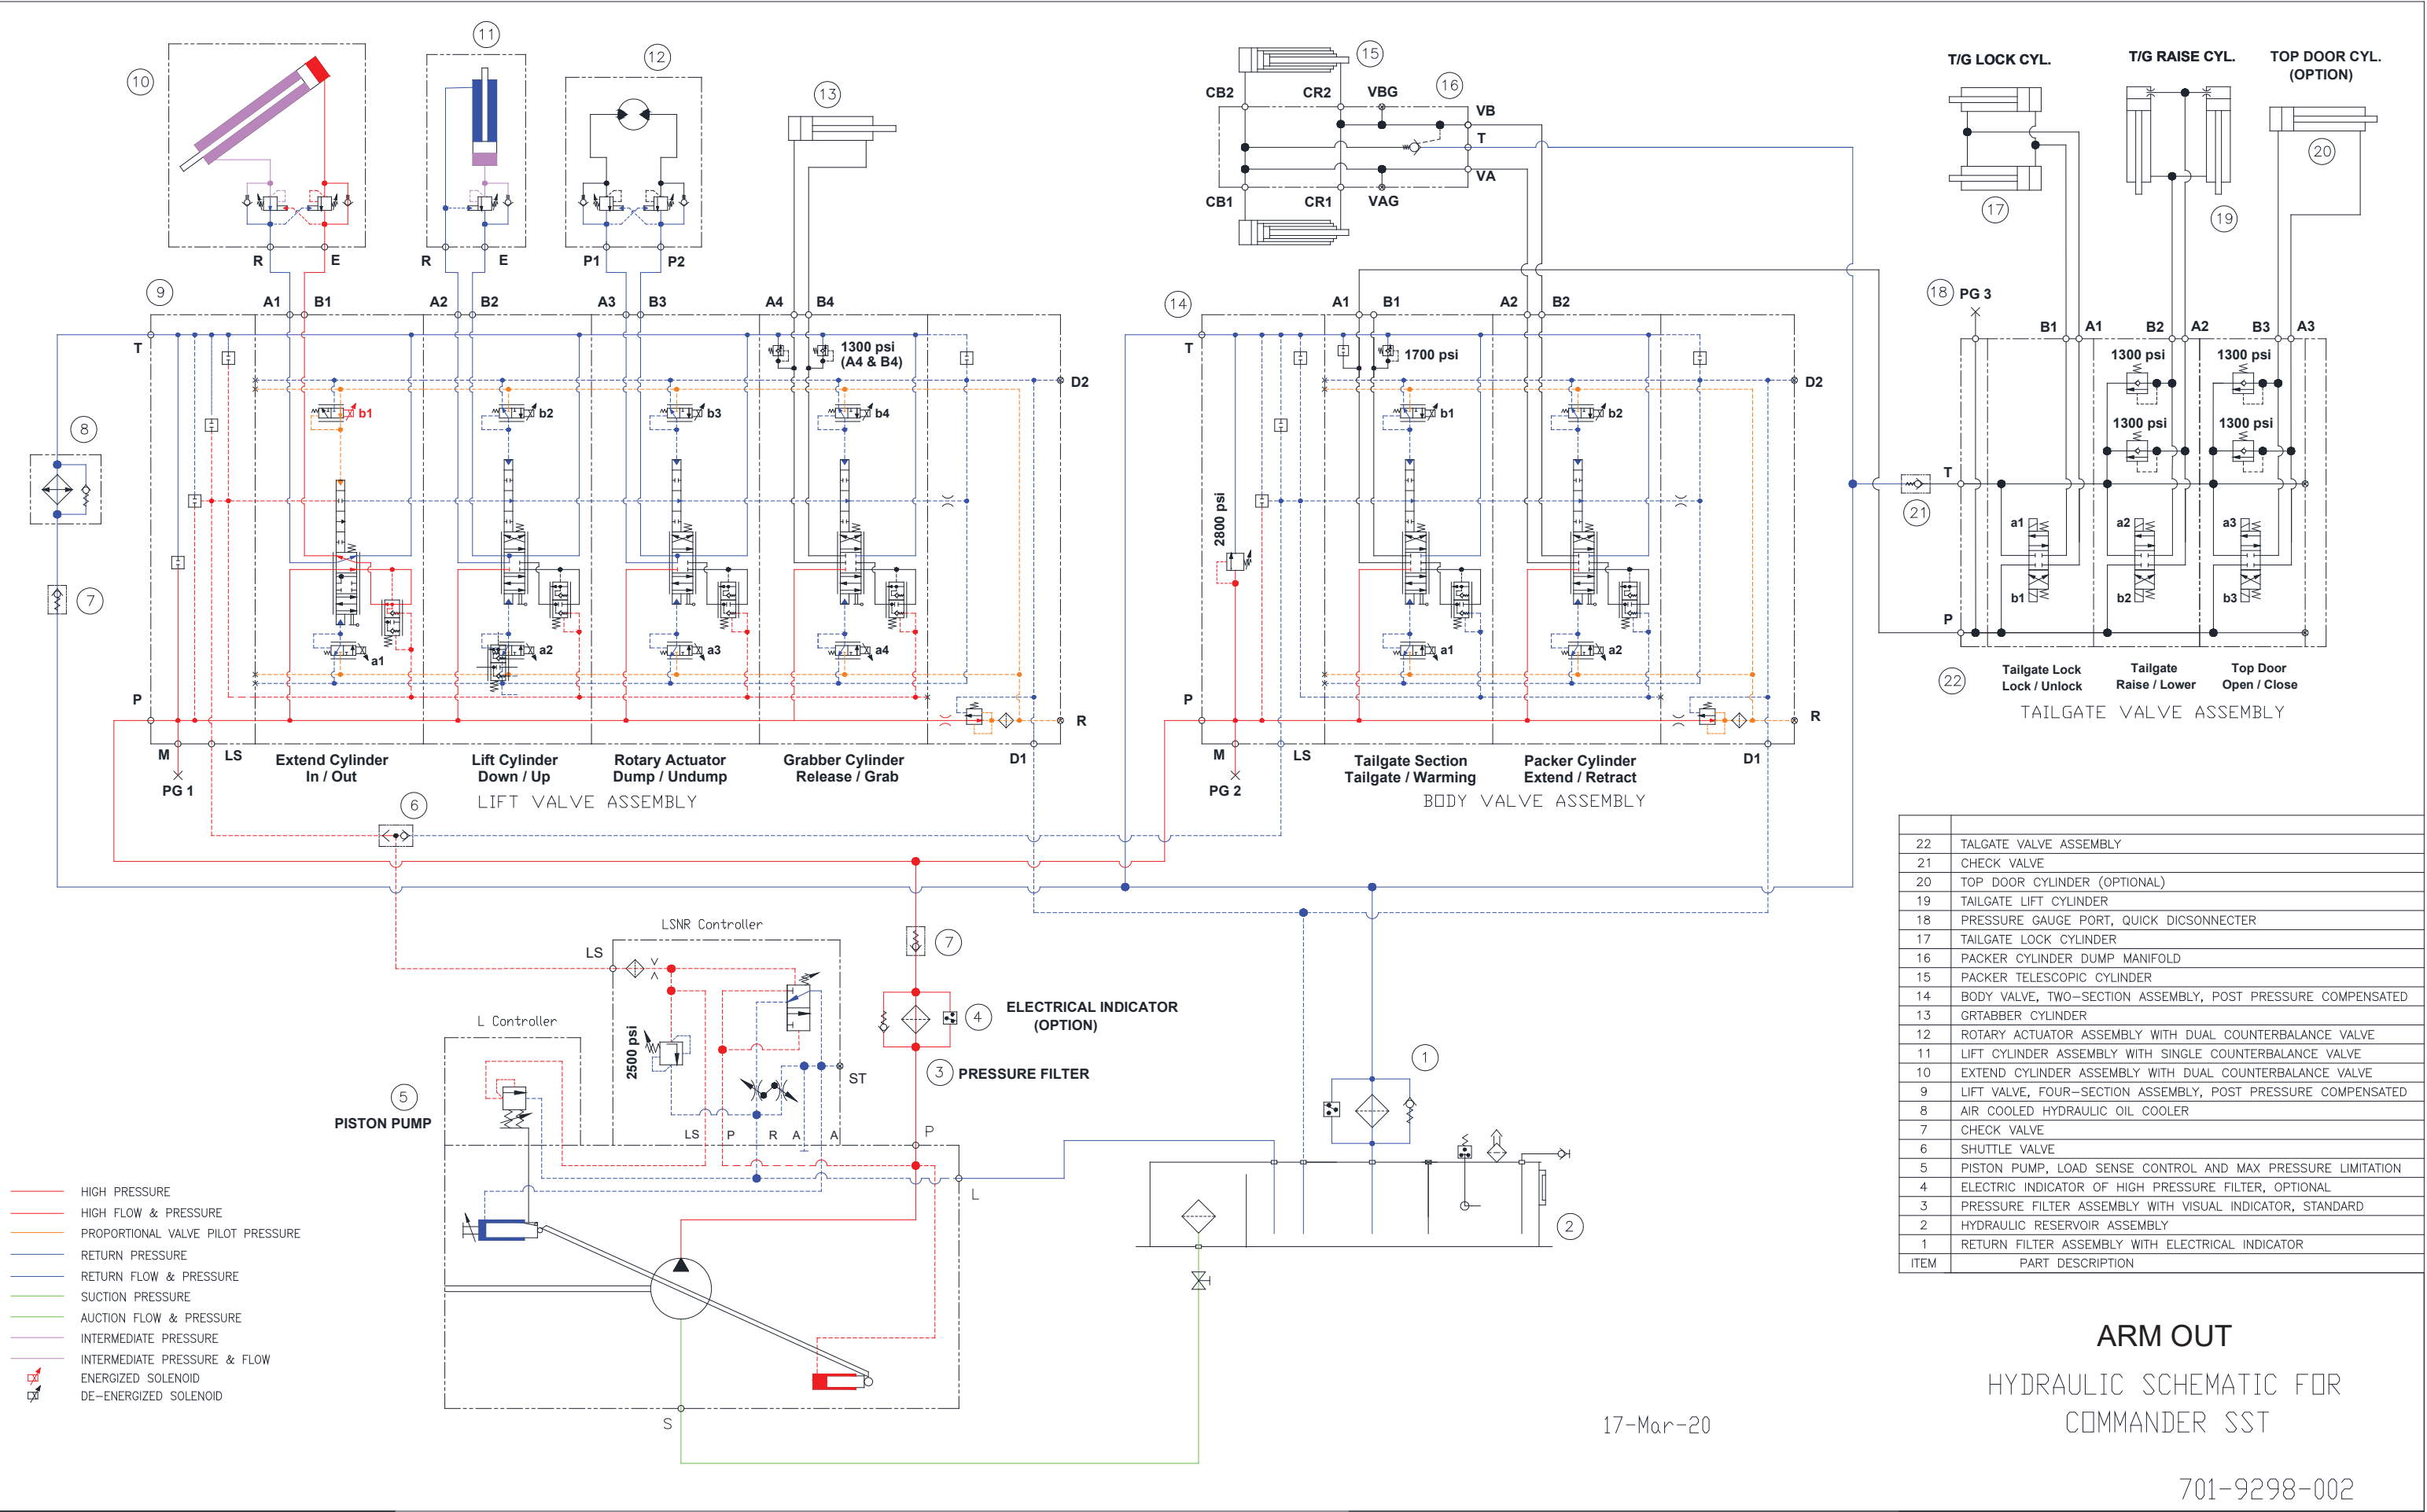 10
11
12
13
15
16
CB2
CR2
VBG
VB
T
VA
CB1
CR1
VAG
T/G LOCK CYL.
T/G RAISE CYL.
TOP DOOR CYL.
(OPTION)
17
19
20
R
E
R
E
P1
P2
9
A1
B1
A2
B2
A3
B3
A4
B4
14
A1
B1
A2
B2
18
PG 3
B1
A1
B2
A2
B3
A3
T
1300 psi
(A4 & B4)
D2
b1
b2
b3
b4
T
1700 psi
D2
b1
b2
1300 psi
1300 psi
1300 psi
1300 psi
8
7
2800 psi
T
21
a1
a2
a3
b1
b2
b3
P
a1
a2
a3
a4
a1
a2
22
Tailgate Lock
Lock / Unlock
Tailgate
Raise / Lower
Top Door
Open / Close
TAILGATE VALVE ASSEMBLY
P
R
P
R
M
LS
D1
M
LS
D1
PG 1
Extend Cylinder
In / Out
Lift Cylinder
Down / Up
Rotary Actuator
Dump / Undump
Grabber Cylinder
Release / Grab
LIFT VALVE ASSEMBLY
PG 2
Tailgate Section
Tailgate / Warming
Packer Cylinder
Extend / Retract
BODY VALVE ASSEMBLY
6
LSNR Controller
LS
7
L Controller
2500 psi
4
ELECTRICAL INDICATOR
(OPTION)
3
PRESSURE FILTER
ST
5
PISTON PUMP
LS
P
R
A
A
P
L
S
1
2
22 TALGATE VALVE ASSEMBLY
21 CHECK VALVE
20 TOP DOOR CYLINDER (OPTIONAL)
19 TAILGATE LIFT CYLINDER
18 PRESSURE GAUGE PORT, QUICK DICSONNECTER
17 TAILGATE LOCK CYLINDER
16 PACKER CYLINDER DUMP MANIFOLD
15 PACKER TELESCOPIC CYLINDER
14 BODY VALVE, TWO-SECTION ASSEMBLY, POST PRESSURE COMPENSATED
13 GRTABBER CYLINDER
12 ROTARY ACTUATOR ASSEMBLY WITH DUAL COUNTERBALANCE VALVE
11 LIFT CYLINDER ASSEMBLY WITH SINGLE COUNTERBALANCE VALVE
10 EXTEND CYLINDER ASSEMBLY WITH DUAL COUNTERBALANCE VALVE
9 LIFT VALVE, FOUR-SECTION ASSEMBLY, POST PRESSURE COMPENSATED
8 AIR COOLED HYDRAULIC OIL COOLER
7 CHECK VALVE
6 SHUTTLE VALVE
5 PISTON PUMP, LOAD SENSE CONTROL AND MAX PRESSURE LIMITATION
4 ELECTRIC INDICATOR OF HIGH PRESSURE FILTER, OPTIONAL
3 PRESSURE FILTER ASSEMBLY WITH VISUAL INDICATOR, STANDARD
2 HYDRAULIC RESERVOIR ASSEMBLY
1 RETURN FILTER ASSEMBLY WITH ELECTRICAL INDICATOR
ITEM PART DESCRIPTION
HIGH PRESSURE
HIGH FLOW & PRESSURE
PROPORTIONAL VALVE PILOT PRESSURE
RETURN PRESSURE
RETURN FLOW & PRESSURE
SUCTION PRESSURE
AUCTION FLOW & PRESSURE
INTERMEDIATE PRESSURE
INTERMEDIATE PRESSURE & FLOW
ENERGIZED SOLENOID
DE-ENERGIZED SOLENOID
ARM OUT
HYDRAULIC SCHEMATIC FOR
COMMANDER SST
17-Mar-20
701-9298-002